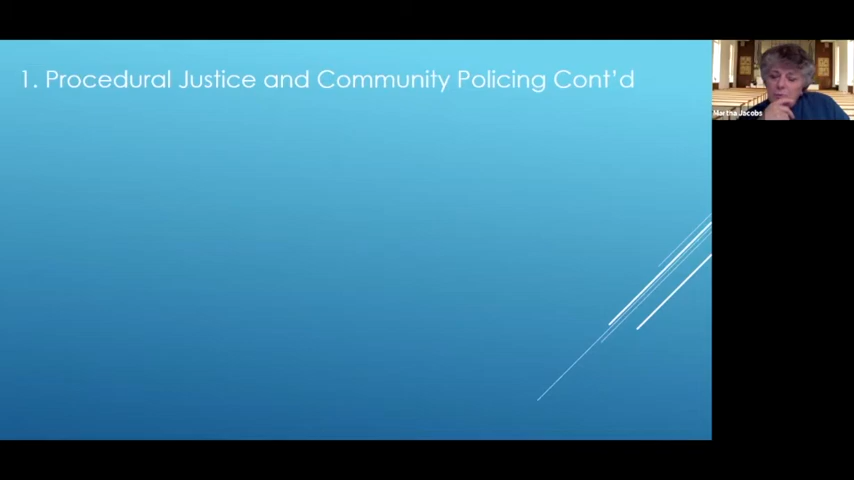 1. Procedural Justice and Community Policing Cont'd
Martha Jacobs